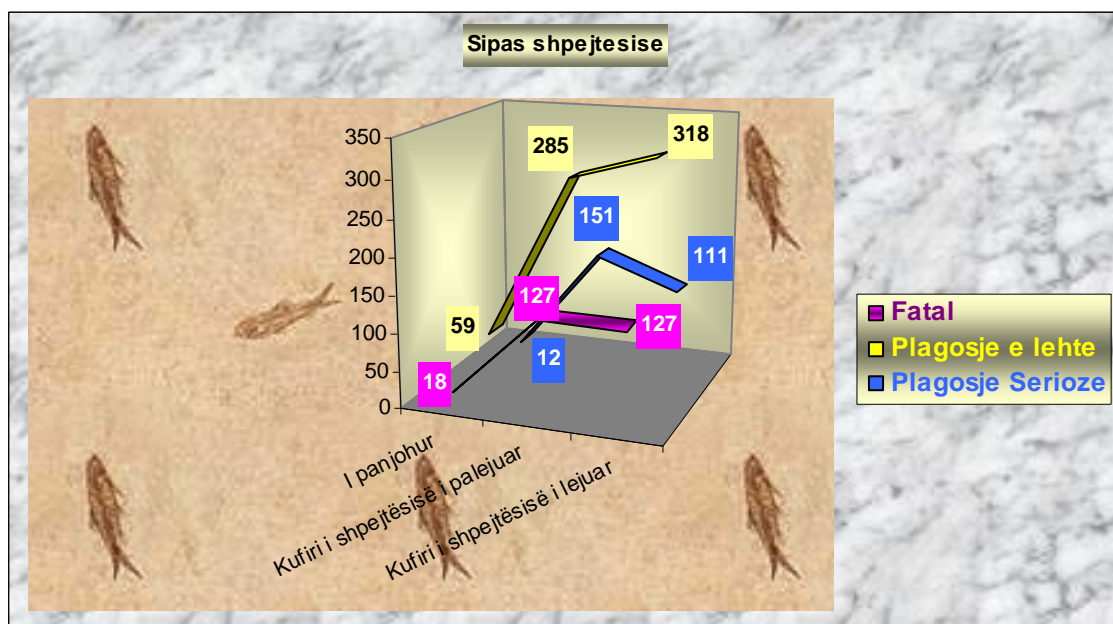 Sipas shpejtesise
350
300
250
200
150
100
50
0
285
318
151
111
127
127
59
12
18
I panjohur
Kufiri i shpejtësisë i palejuar
Kufiri i shpejtësisë i lejuar
Fatal
Plagosje e lehte
Plagosje Serioze